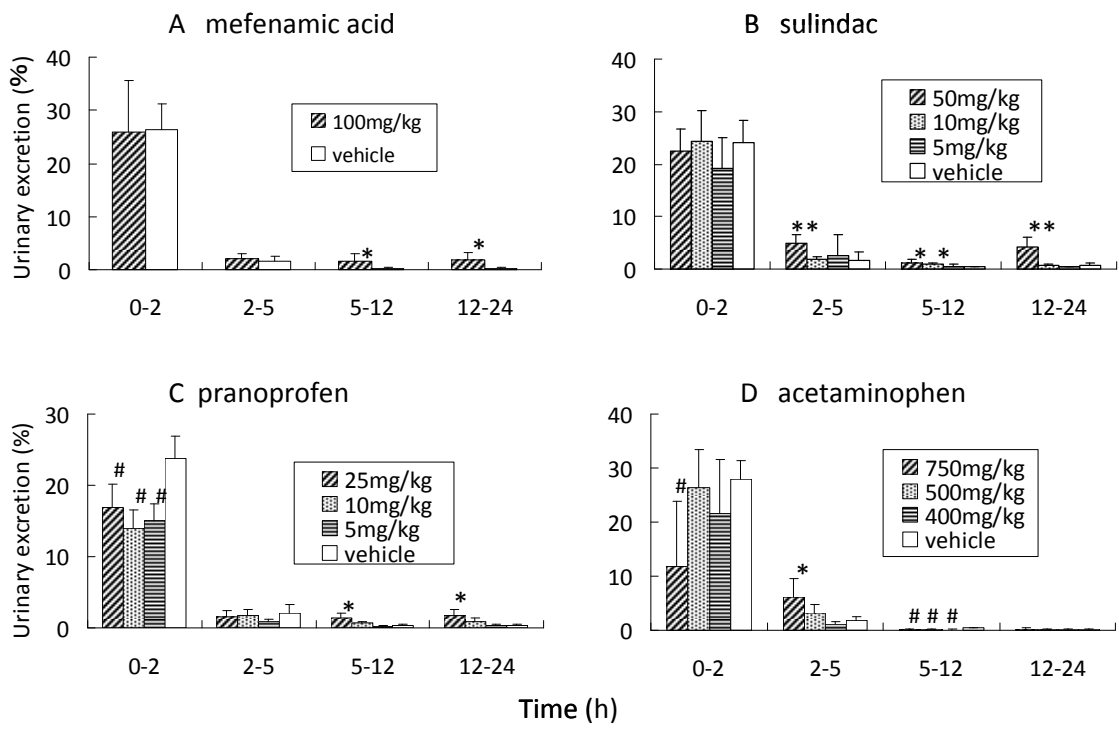 A mefenamic acid
Urinary excretion (%)
40
30
20
10
0
100mg/kg
vehicle
*
*
0-2
2-5
5-12
12-24
B sulindac
40
30
20
10
0
50mg/kg
10mg/kg
5mg/kg
vehicle
**
* *
**
0-2
2-5
5-12
12-24
C pranoprofen
Urinary excretion (%)
30
20
10
0
25mg/kg
10mg/kg
5mg/kg
vehicle
#
# #
*
*
0-2
2-5
5-12
12-24
D acetaminophen
40
30
20
10
0
750mg/kg
500mg/kg
400mg/kg
vehicle
#
*
# # #
0-2
2-5
5-12
12-24
Time (h)